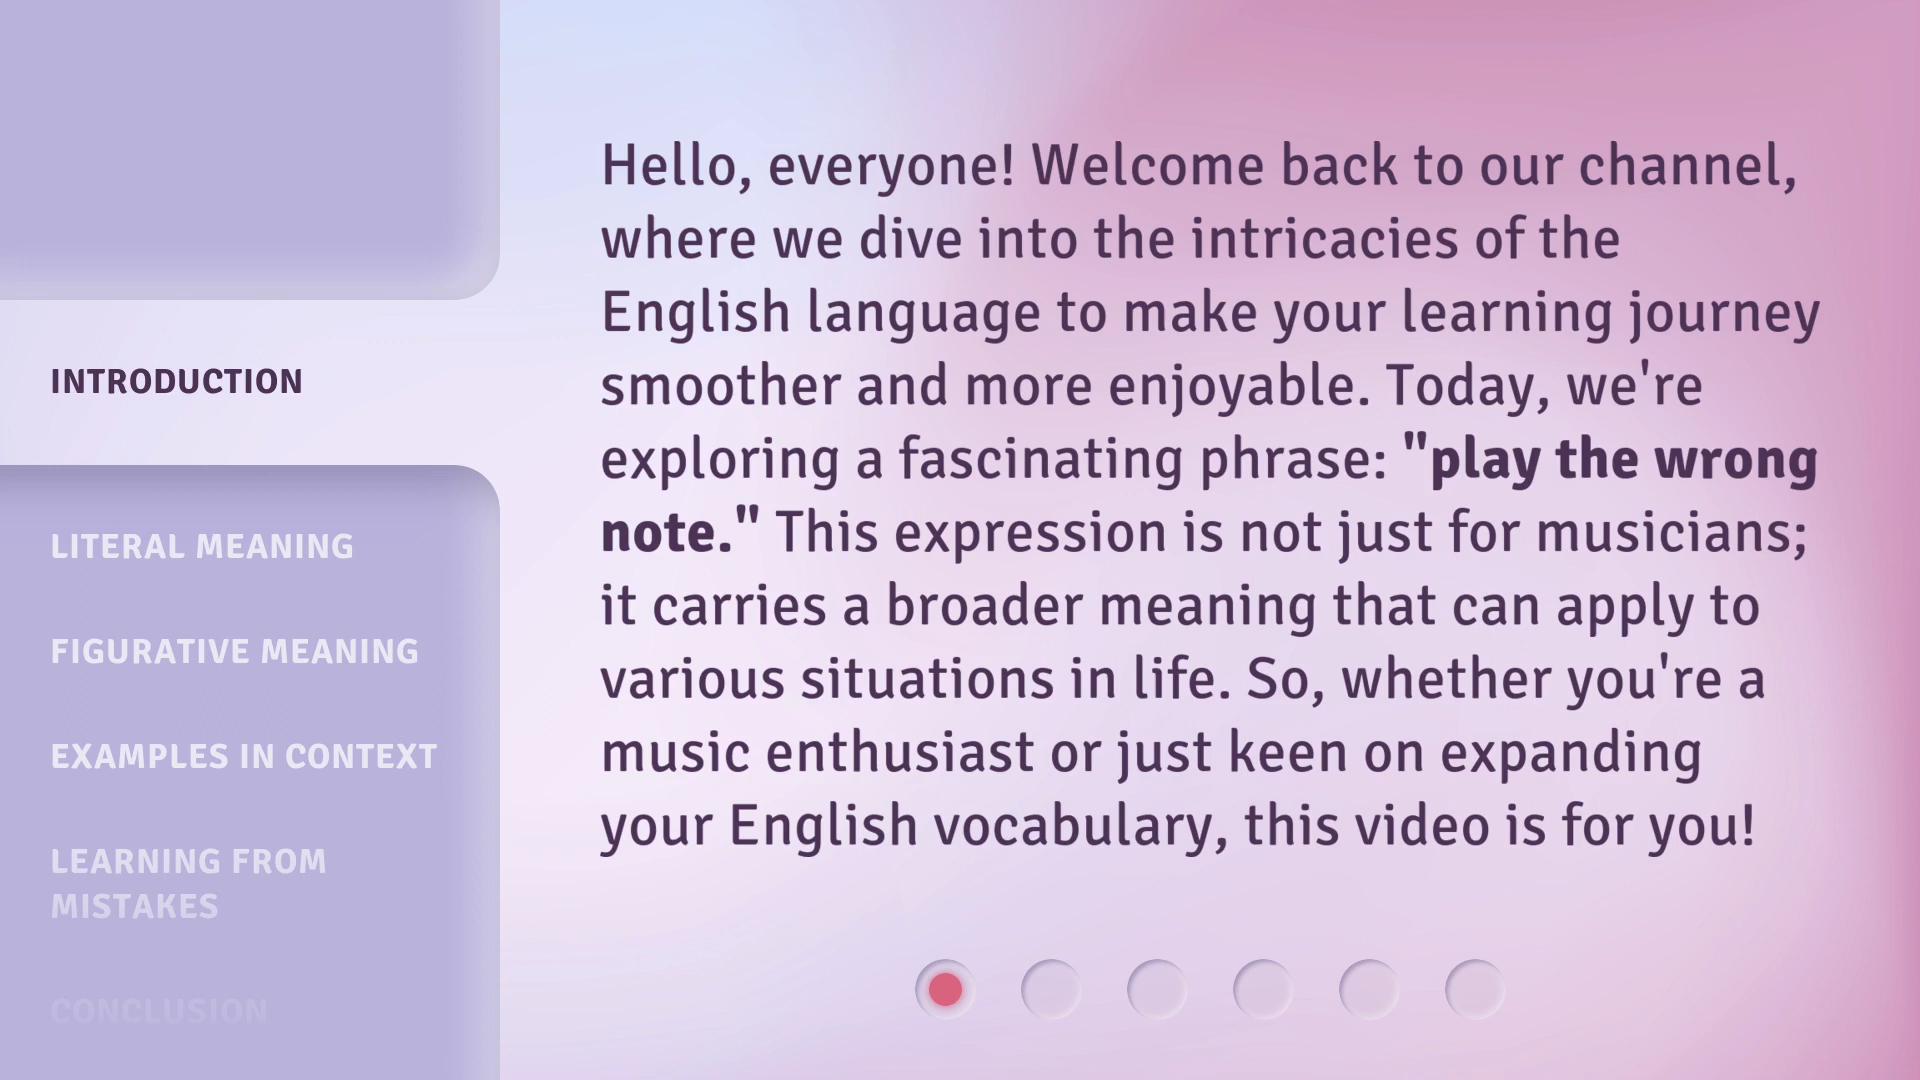 INTRODUCTION
LITERAL MEANING
FIGURATIVE MEANING
EXAMPLES IN CONTEXT
LEARNING FROM
MISTAKES
CONCLUSION
Hello, everyone! Welcome back to our channel,
where we dive into the intricacies of the
English language to make your learning journey
smoother and more enjoyable. Today, we're
exploring a fascinating phrase: "play the wrong
note." This expression is not just for musicians;
it carries a broader meaning that can apply to
various situations in life. So, whether you're a
music enthusiast or just keen on expanding
your English vocabulary, this video is for you!